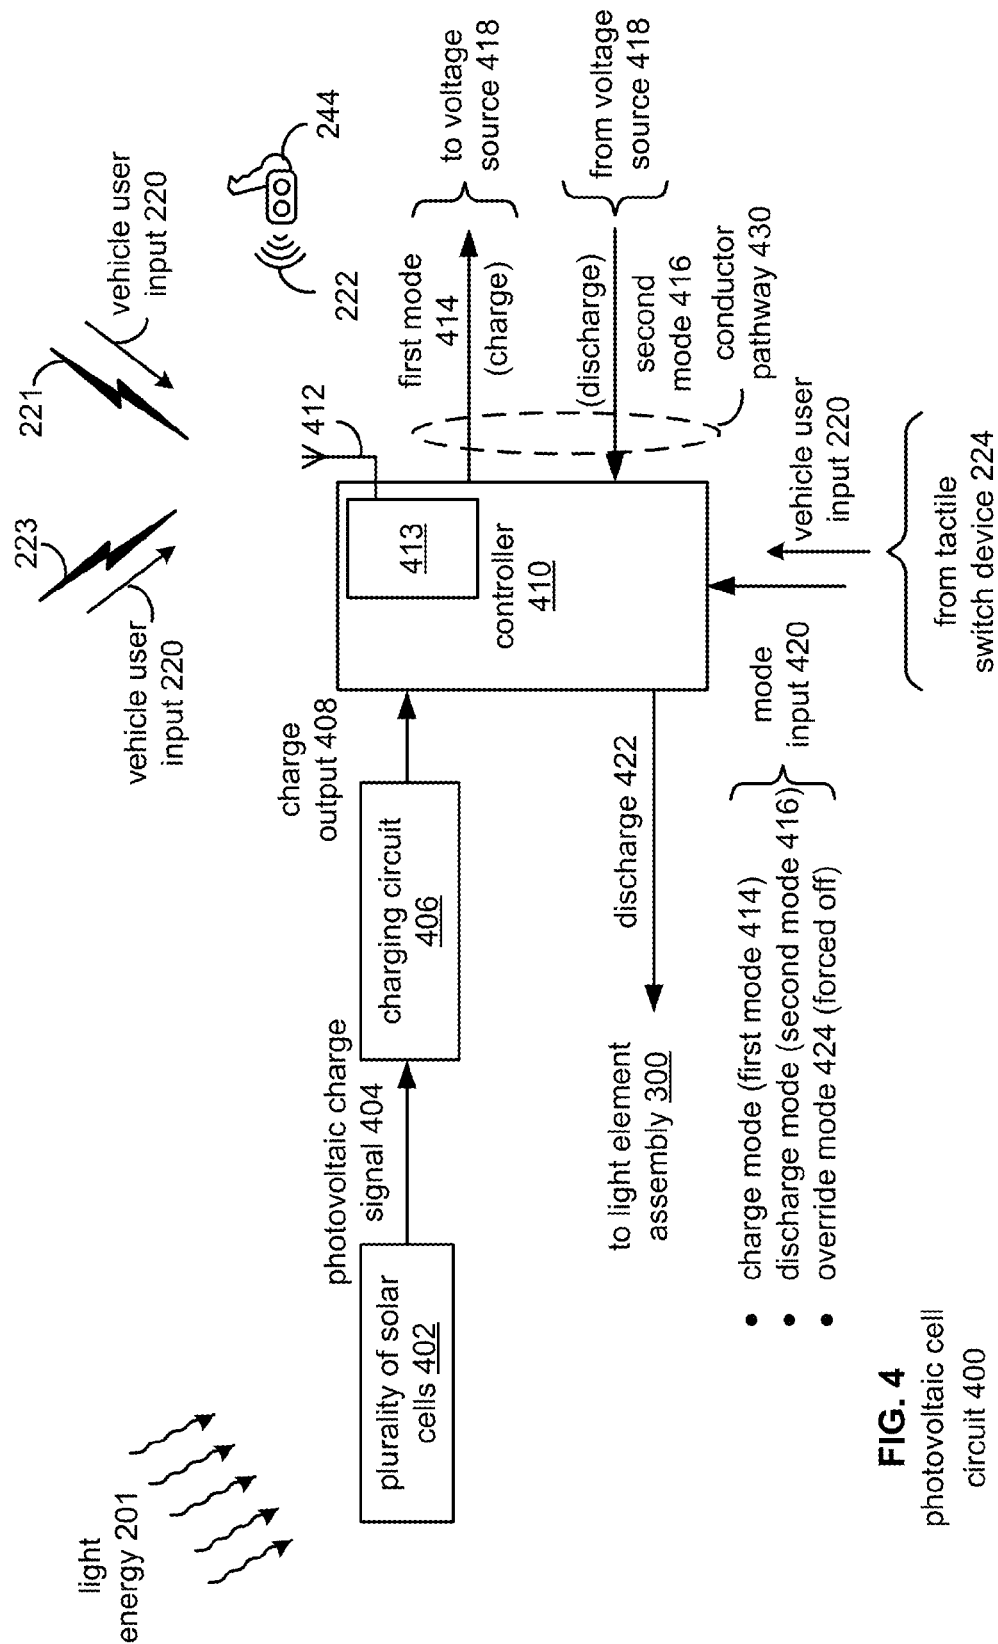 light
energy 201
vehicle user
input 220
223
221
vehicle user
input 220
222
244
412
413
controller
410
plurality of solar
cells 402
photovoltaic charge
signal 404
charging circuit
406
charge
output 408
first mode
414
(charge)
to voltage
source 418
(discharge)
second
mode 416
from voltage
source 418
conductor
pathway 430
discharge 422
to light element
assembly 300
• charge mode (first mode 414)
• discharge mode (second mode 416)
• override mode 424 (forced off)
mode
input 420
vehicle user
input 220
from tactile
switch device 224
FIG. 4
photovoltaic cell
circuit 400